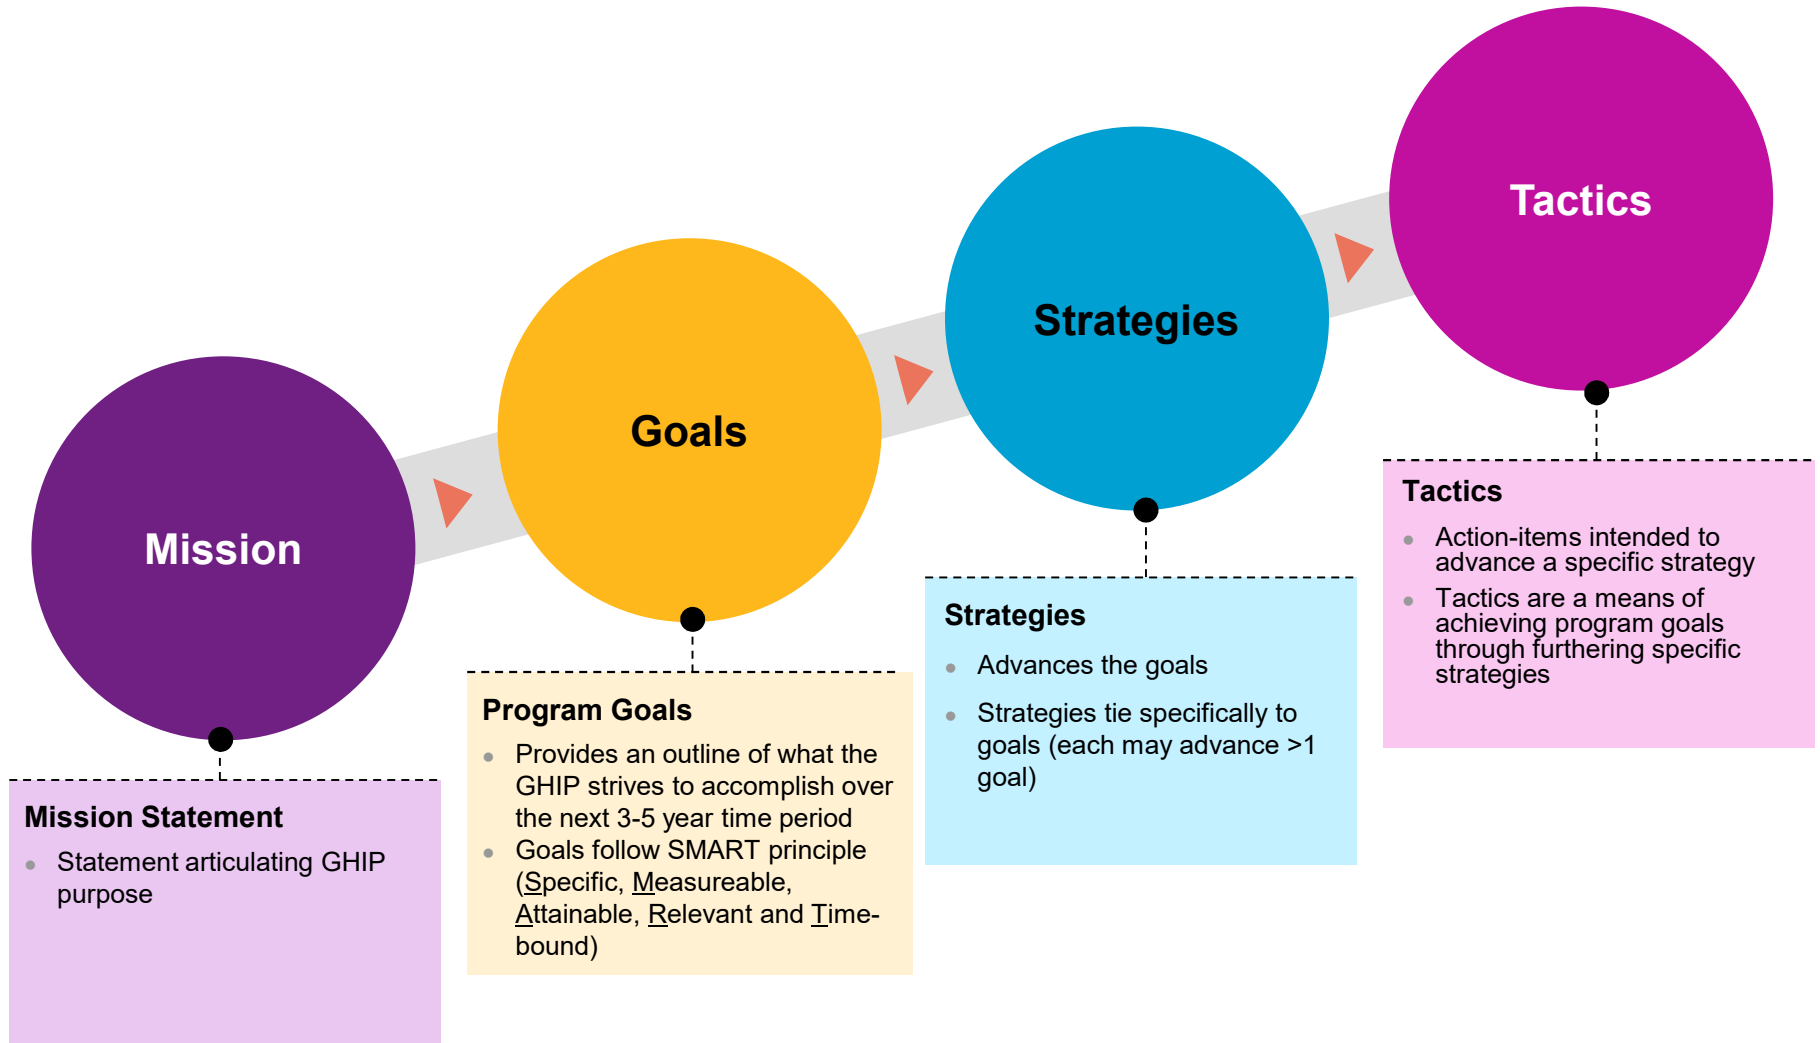 Mission
Goals
Strategies
Tactics
Mission Statement
Statement articulating GHIP
purpose
Program Goals
Provides an outline of what the
GHIP strives to accomplish over
the next 3-5 year time period
Goals follow SMART principle
(Specific, Measureable,
Attainable, Relevant and Time-
bound)
Strategies
Advances the goals
Strategies tie specifically to
goals (each may advance >1
goal)
Tactics
Action-items intended to
advance a specific strategy
Tactics are a means of
achieving program goals
through furthering specific
strategies